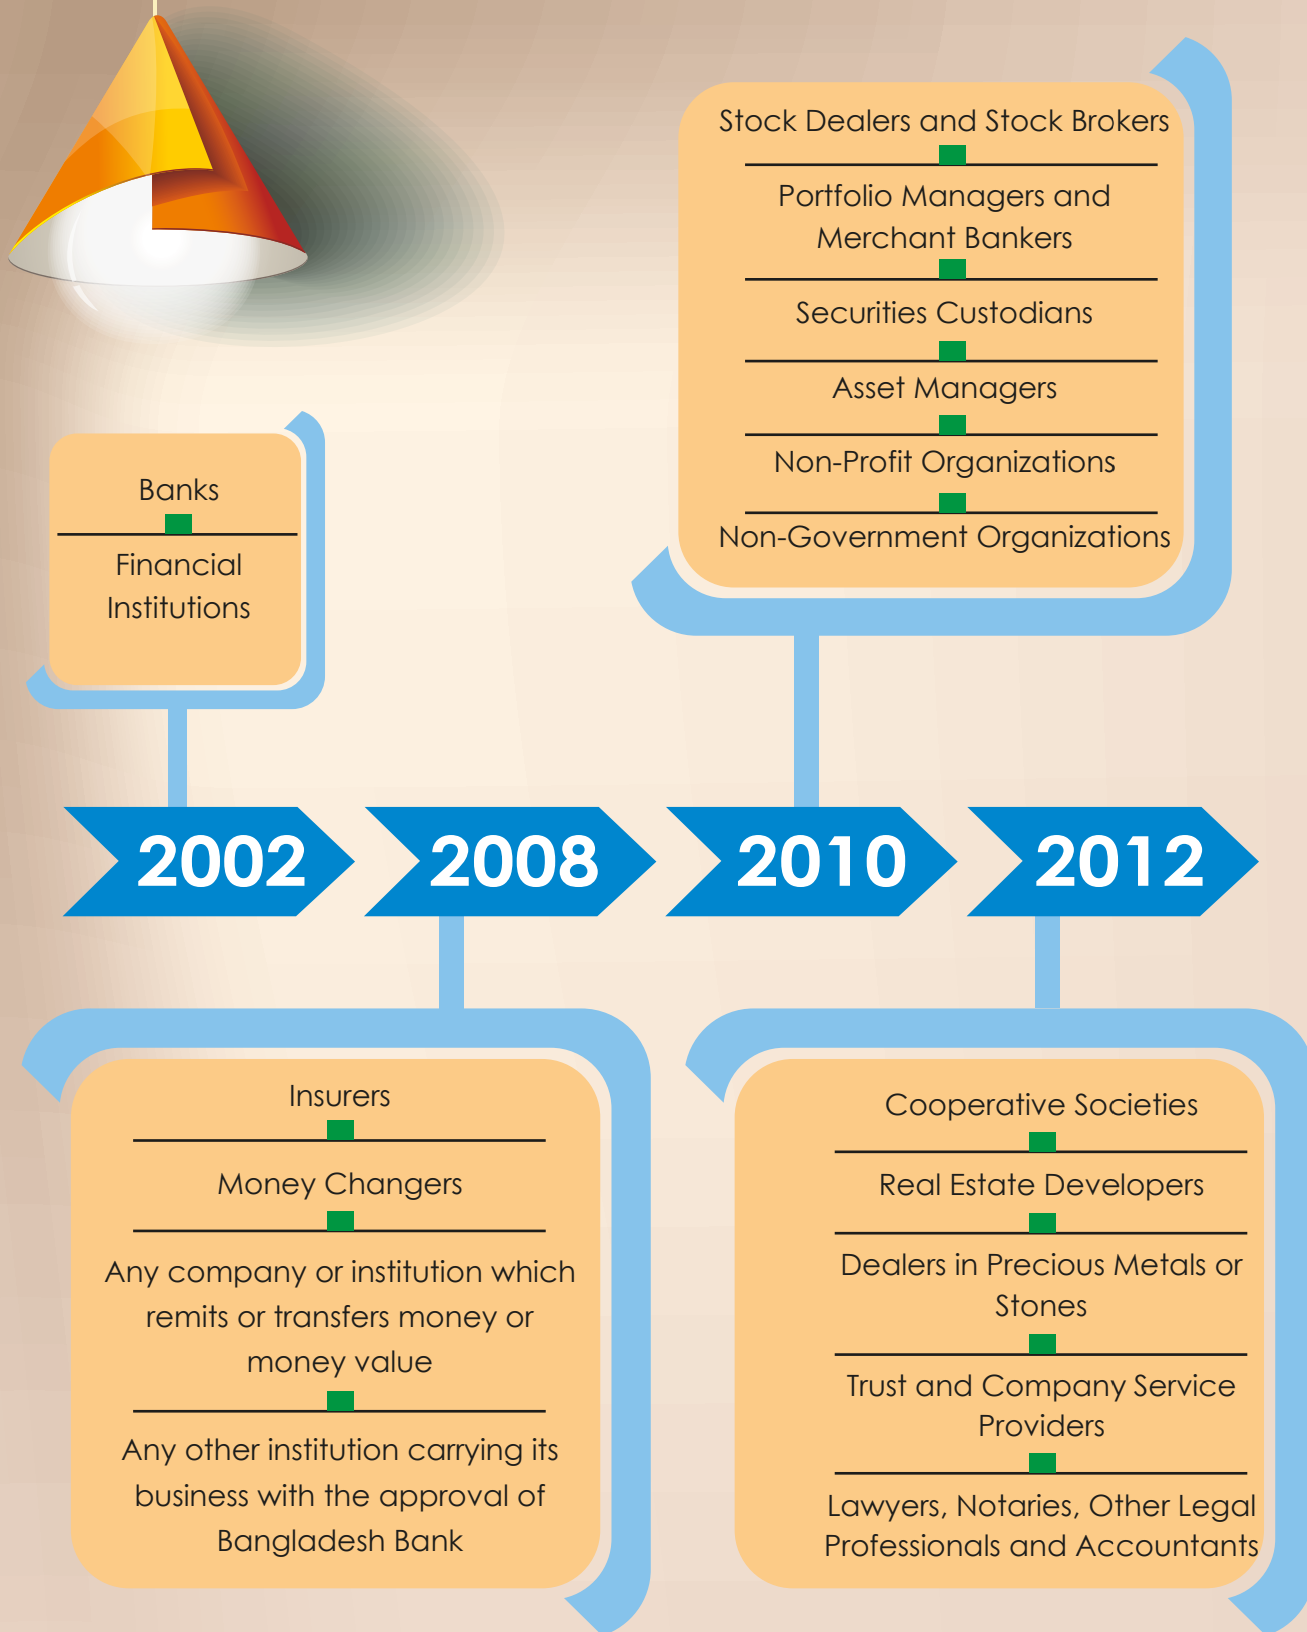 Stock Dealers and Stock Brokers
Portfolio Managers and
Merchant Bankers
Securities Custodians
Asset Managers
Non-Profit Organizations
Non-Government Organizations
Banks
Financial
Institutions
2002
2008
2010
2012
Insurers
Money Changers
Any company or institution which
remits or transfers money or
money value
Any other institution carrying its
business with the approval of
Bangladesh Bank
Cooperative Societies
Real Estate Developers
Dealers in Precious Metals or
Stones
Trust and Company Service
Providers
Lawyers, Notaries, Other Legal
Professionals and Accountants